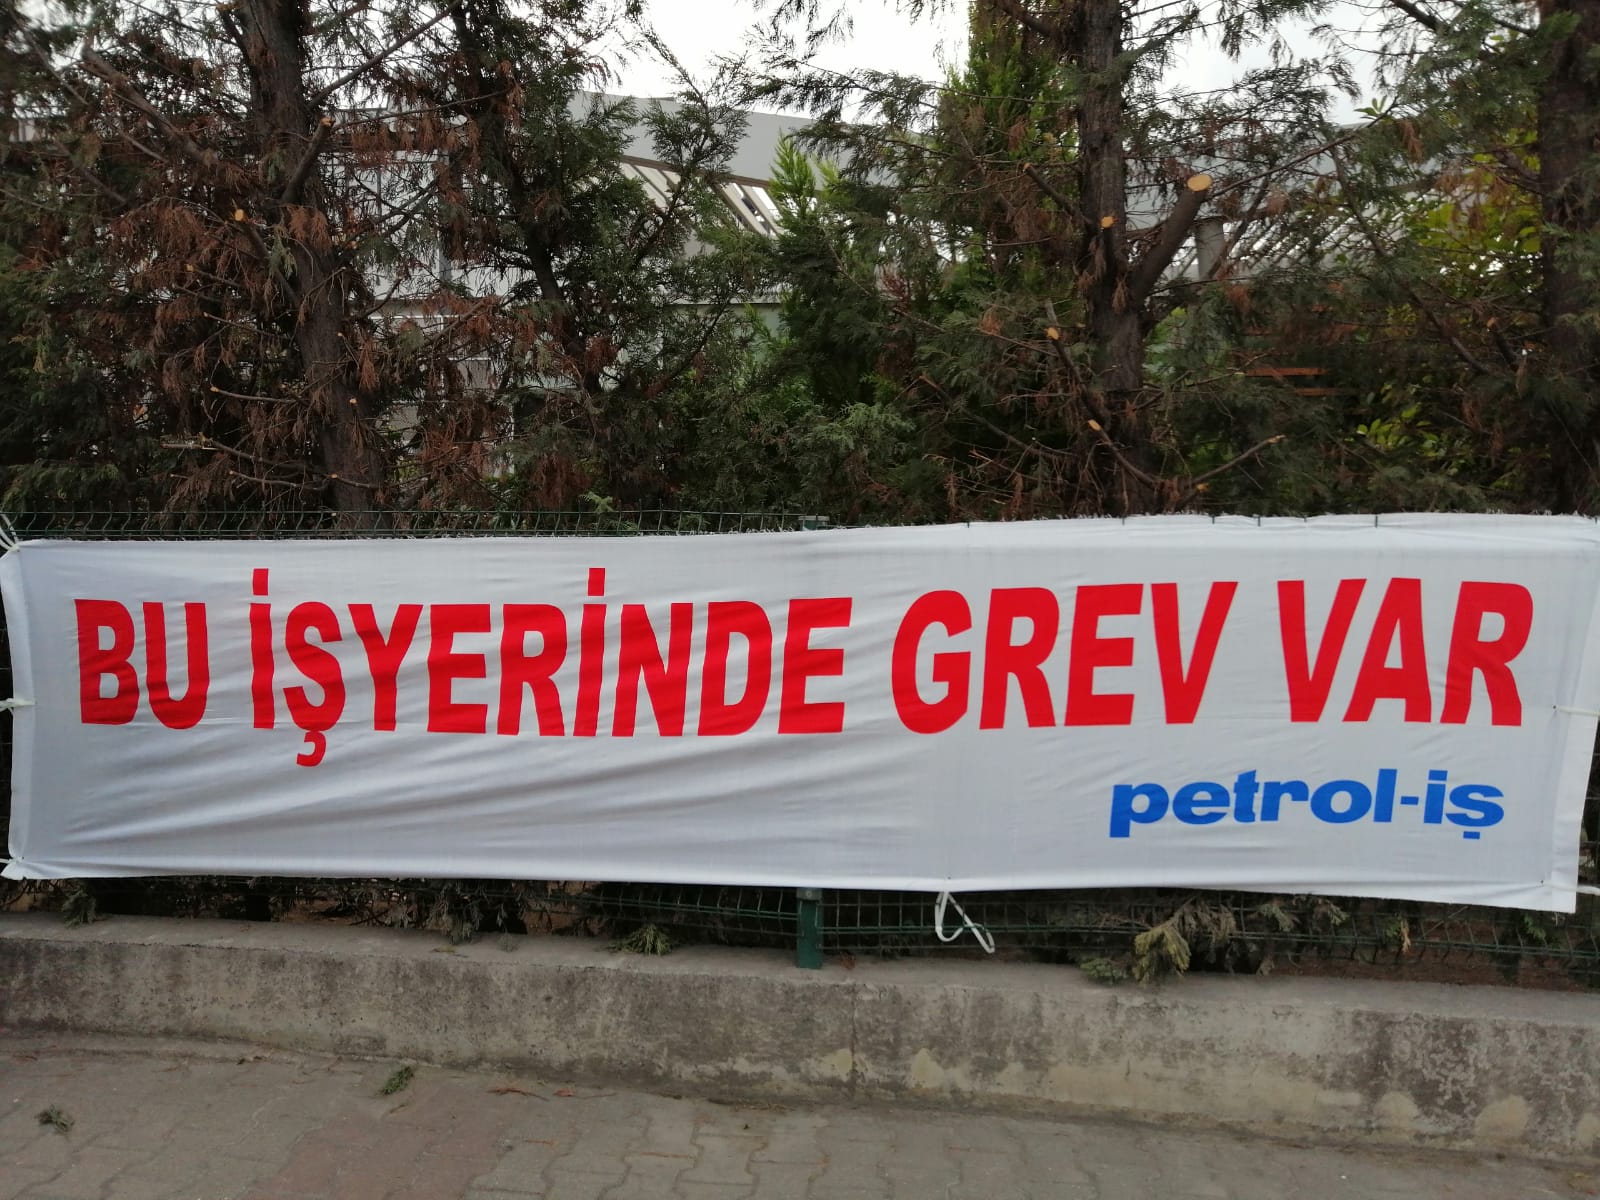 BU İŞYERİNDE GREV VAR
petrol-iş